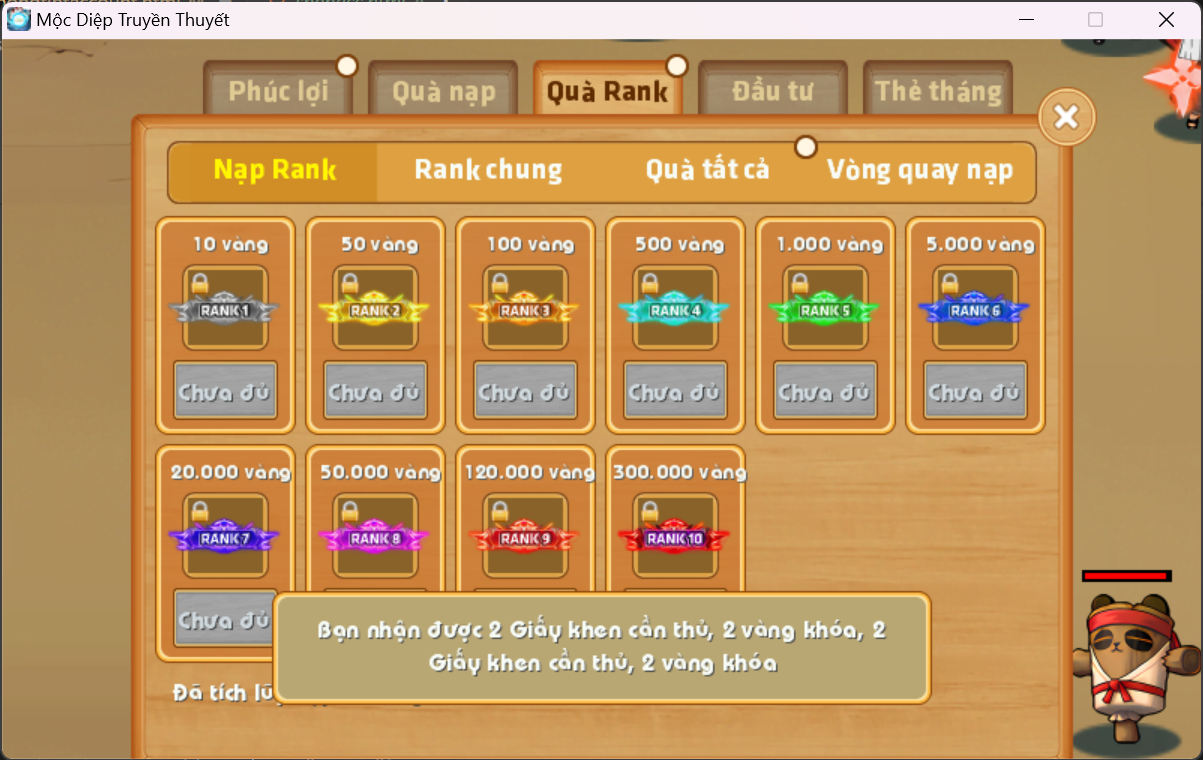 Mộc Diệp Truyền Thuyết
Phúc lợi
Quà nạp
Quà Rank
Đầu tư
Thẻ tháng
Nạp Rank
Rank chung
Quà tất cả
Vòng quay nạp
10 vàng
50 vàng
100 vàng
500 vàng
1.000 vàng
5.000 vàng
RANK 1
RANK 2
RANK 3
RANK 4
RANK 5
RANK 6
Chưa đủ
Chưa đủ
Chưa đủ
Chưa đủ
Chưa đủ
Chưa đủ
20.000 vàng
50.000 vàng
120.000 vàng
300.000 vàng
RANK 7
RANK 8
RANK 9
RANK 10
Chưa đủ
Bạn nhận được 2 Giấy khen cần thủ, 2 vàng khóa, 2
Giấy khen cần thủ, 2 vàng khóa
Đã tích